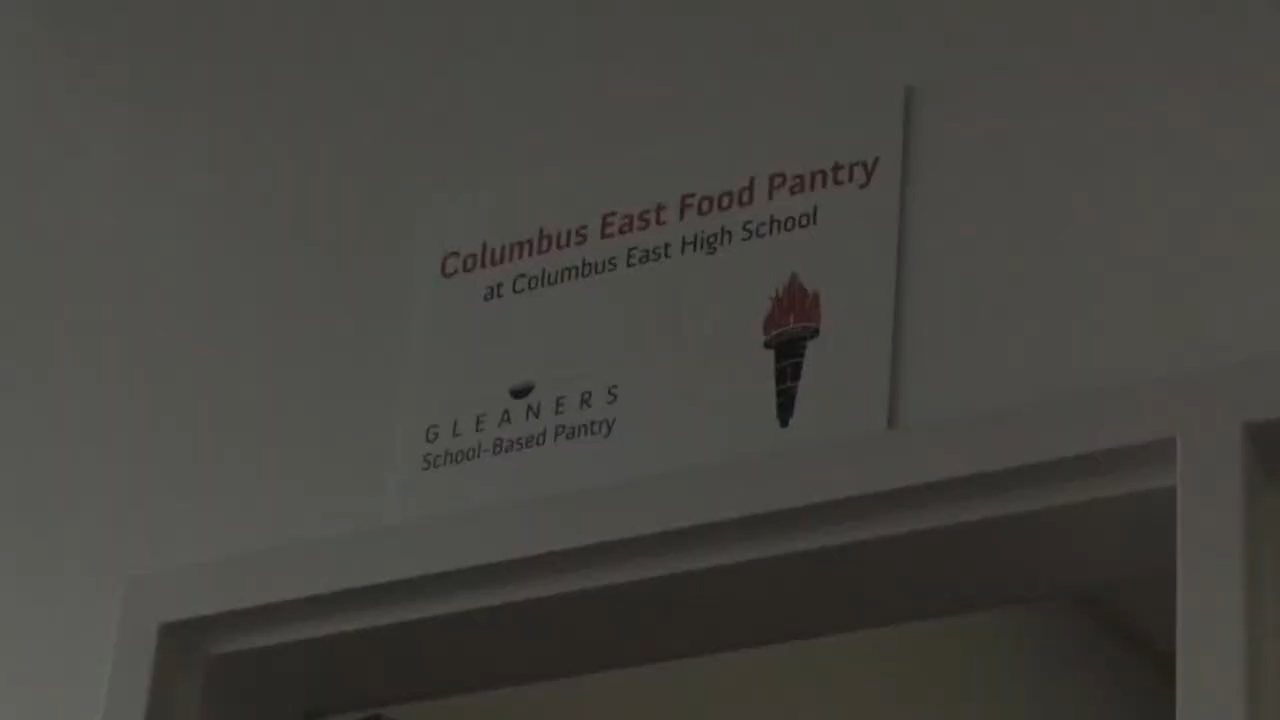 Columbus East Food Pantry
at Columbus East High School
GLEANERS
School-Based Pantry